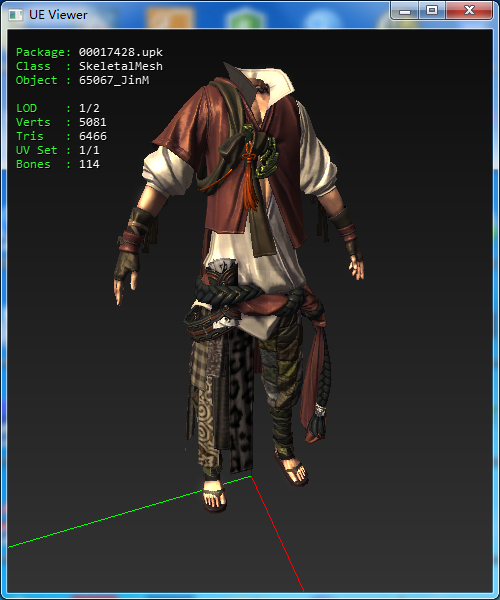 UE Viewer
Package: 00017428.upk
Class : SkeletalMesh
Object : 65067_JinM
LOD : 1/2
Verts : 5081
Tris : 6466
UV Set : 1/1
Bones : 114